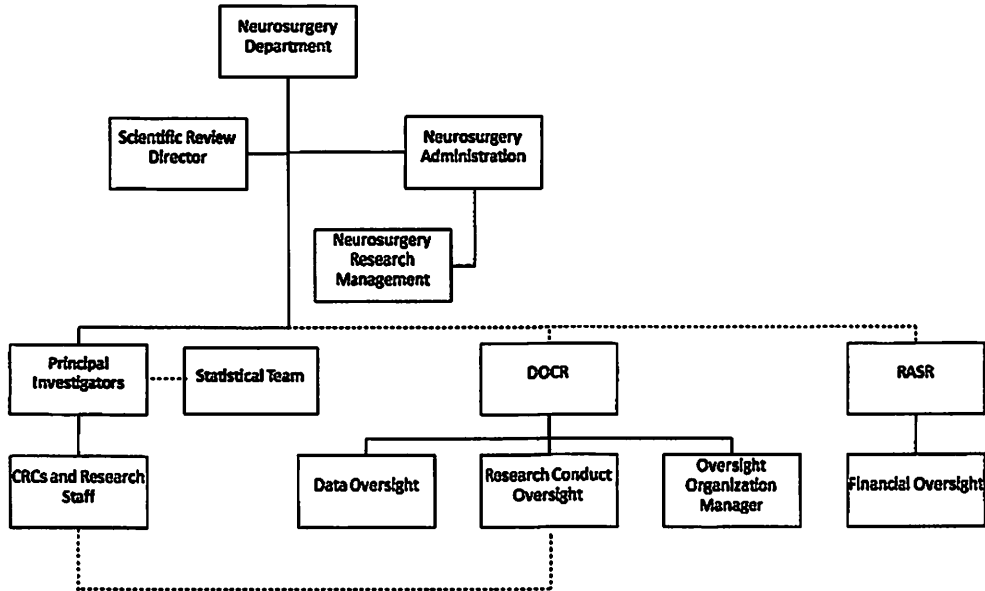 Neurosurgery
Department
Scientific Review
Director
Neurosurgery
Administration
Neurosurgery
Research
Management
Principal
Investigators
Statistical Team
DOCR
RASR
CRCs and Research
Staff
Data Oversight
Research Conduct
Oversight
Oversight
Organization
Manager
Financial Oversight